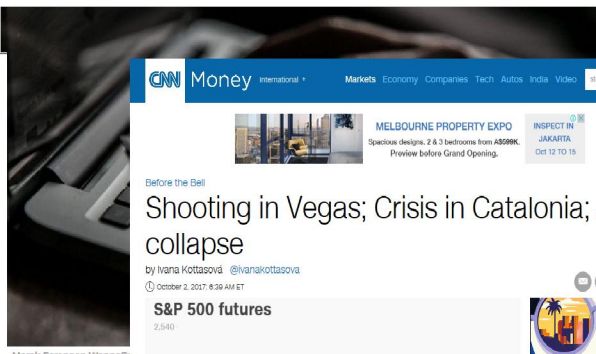 CNN Money International +
Markets Economy Companies Tech Autos India Video
MELBOURNE PROPERTY EXPO
Spacious designs. 2 & 3 bedrooms from A$599K.
Preview before Grand Opening.
INSPECT IN
JAKARTA
Oct 12 TO 15
Before the Bell
Shooting in Vegas; Crisis in Catalonia;
collapse
by Ivana Kottasová @ivanakottasova
October 2, 2017: 6:39 AM ET
S&P 500 futures
2,540